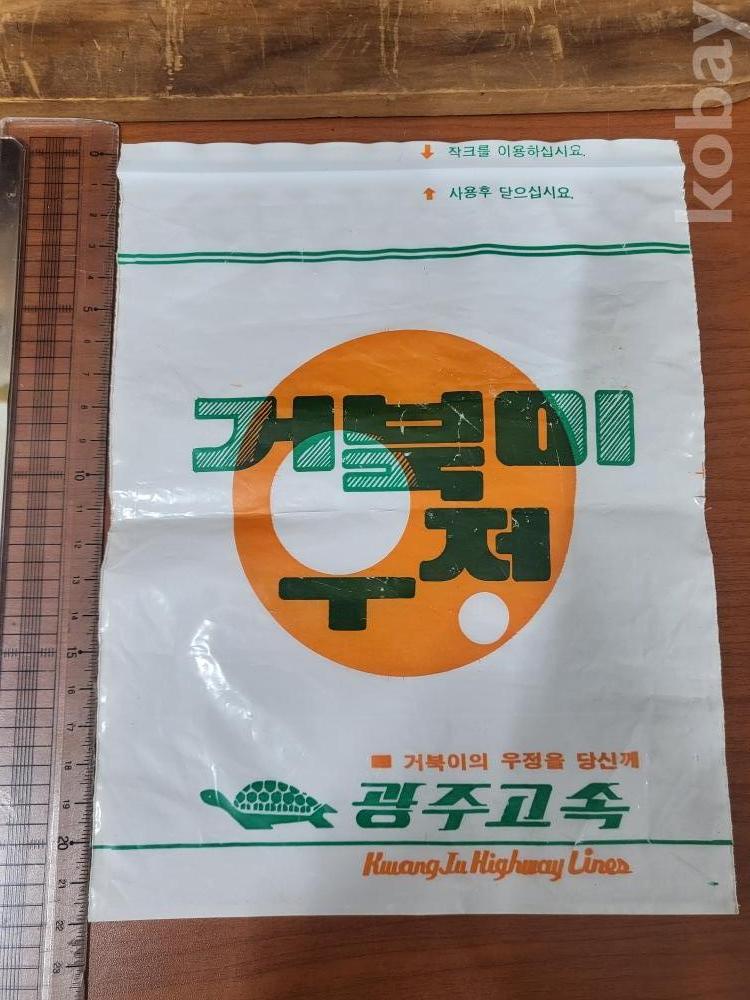 kobay
작크를 이용하십시요.
사용후 닫으십시요.
거북이
우정
거북이의 우정을 당신께
광주고속
KwangJu Highway Lines